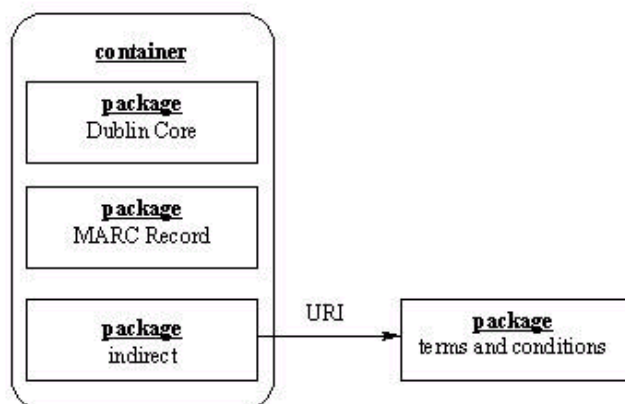 container
package
Dublin Core
package
MARC Record
package
indirect
URI
package
terms and conditions